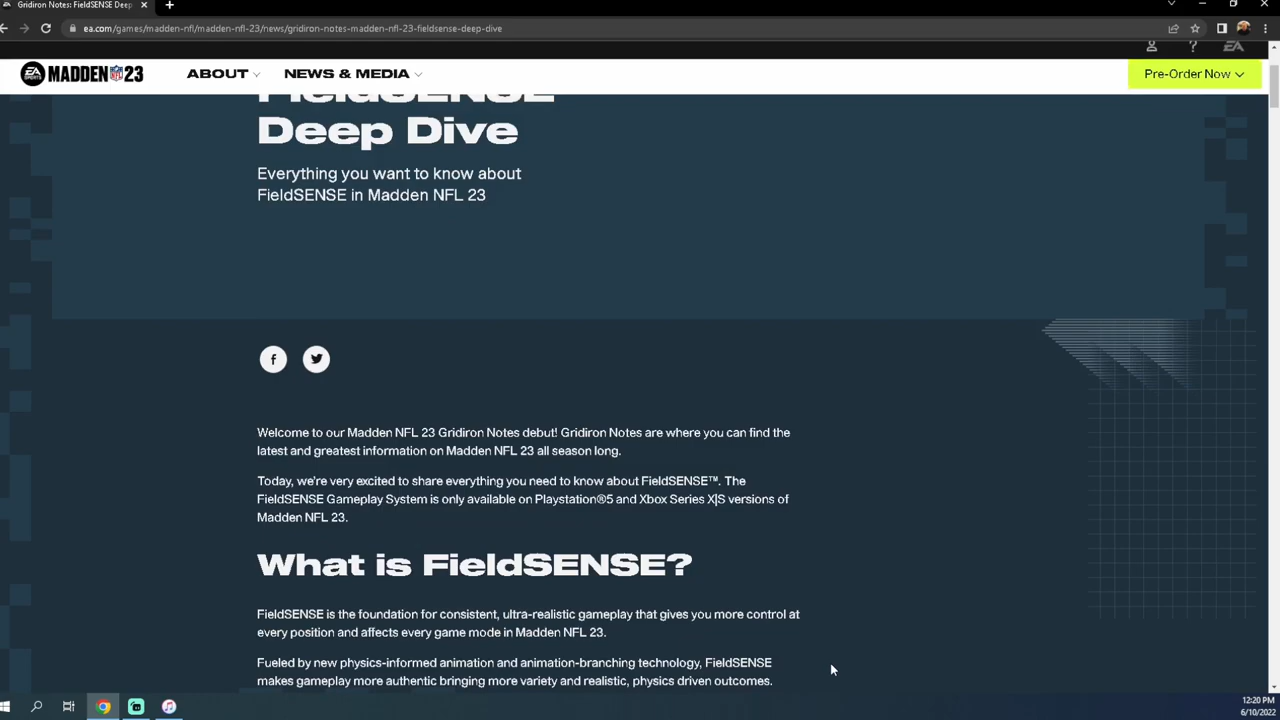 Gridiron Notes: FieldSENSE Deep
ea.com/games/madden-nfl/madden-nfl-23/news/gridiron-notes-madden-nfl-23-fieldsense-deep-dive
EA SPORTS MADDEN NFL 23 ABOUT NEWS & MEDIA Pre-Order Now
FieldSENSE
Deep Dive
Everything you want to know about
FieldSENSE in Madden NFL 23
Welcome to our Madden NFL 23 Gridiron Notes debut! Gridiron Notes are where you can find the
latest and greatest information on Madden NFL 23 all season long.
Today, we're very excited to share everything you need to know about FieldSENSE™. The
FieldSENSE Gameplay System is only available on Playstation®5 and Xbox Series X|S versions of
Madden NFL 23.
What is FieldSENSE?
FieldSENSE is the foundation for consistent, ultra-realistic gameplay that gives you more control at
every position and affects every game mode in Madden NFL 23.
Fueled by new physics-informed animation and animation-branching technology, FieldSENSE
makes gameplay more authentic bringing more variety and realistic, physics driven outcomes.
12:20 PM
6/10/2022